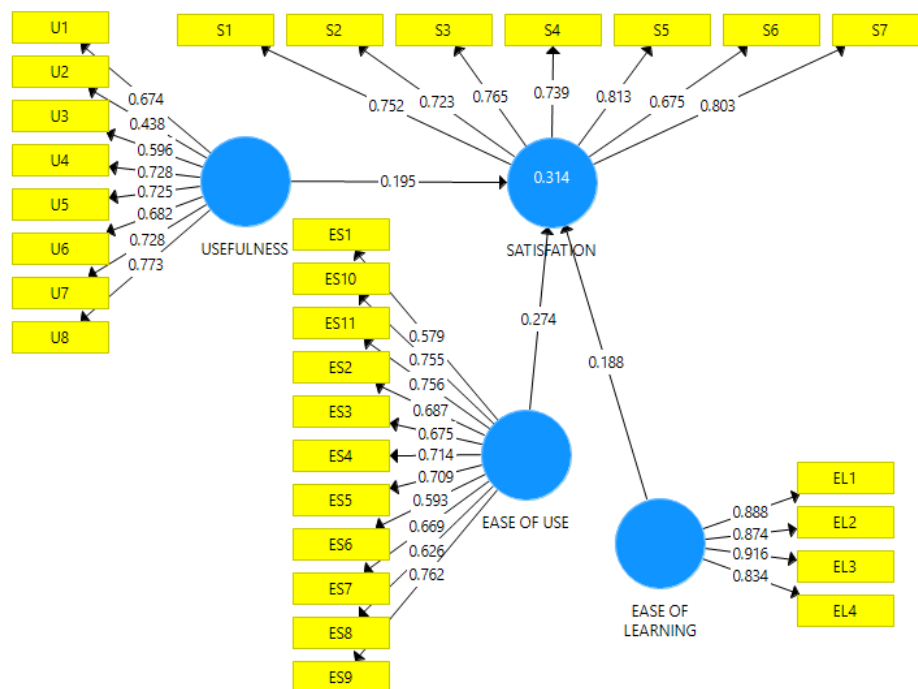 U1
U2
U3
U4
U5
U6
U7
U8
0.674
0.438
0.596
0.728
0.725
0.682
0.728
0.773
USEFULNESS
0.195
S1
S2
S3
S4
S5
S6
S7
0.752
0.723
0.765
0.739
0.813
0.675
0.803
0.314
SATISFATION
ES1
ES10
ES11
ES2
ES3
ES4
ES5
ES6
ES7
ES8
ES9
0.579
0.755
0.756
0.687
0.675
0.714
0.709
0.593
0.669
0.626
0.762
EASE OF USE
0.274
0.188
EL1
EL2
EL3
EL4
0.888
0.874
0.916
0.834
EASE OF
LEARNING